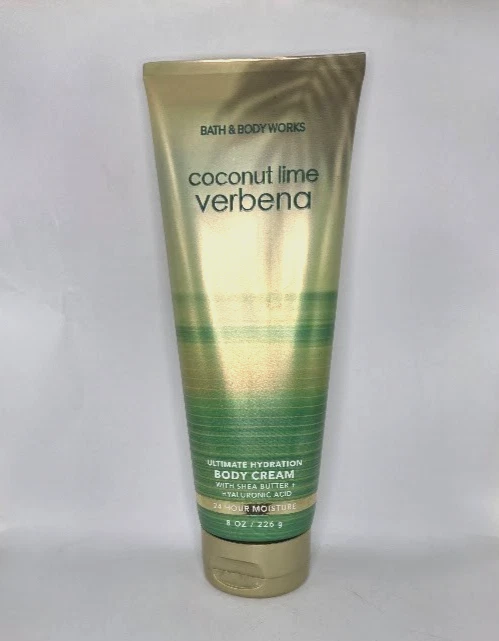 BATH & BODY WORKS
coconut lime
verbena
ULTIMATE HYDRATION
BODY CREAM
WITH SHEA BUTTER +
HYALURONIC ACID
24 HOUR MOISTURE
8 OZ / 226 g